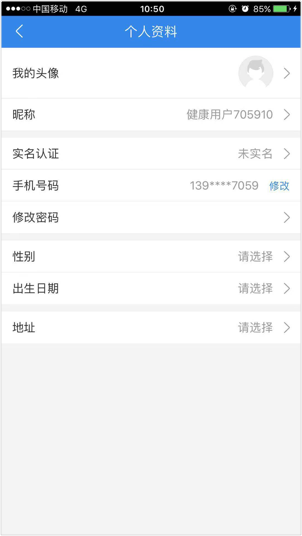 中国移动 4G 10:50 85%
个人资料
我的头像
昵称 健康用户705910
实名认证 未实名
手机号码 139****7059 修改
修改密码
性别 请选择
出生日期 请选择
地址 请选择